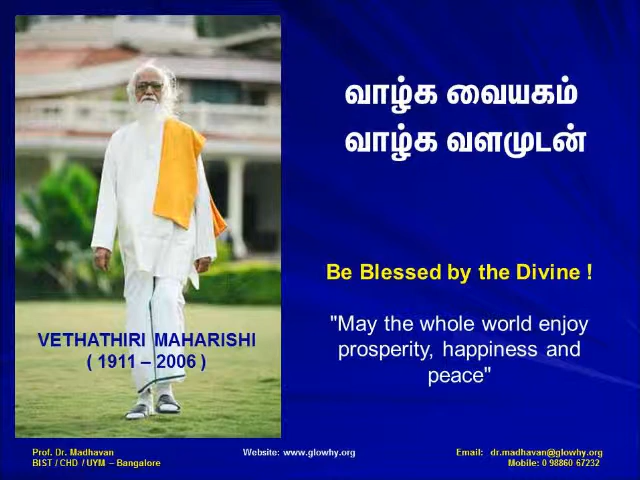 வாழ்க வையகம்
வாழ்க வளமுடன்
Be Blessed by the Divine !
"May the whole world enjoy
prosperity, happiness and
peace"
VETHATHIRI MAHARISHI
( 1911 – 2006 )
Prof. Dr. Madhavan
BIST / CHD / UYM – Bangalore
Website: www.glowhy.org
Email: dr.madhavan@glowhy.org
Mobile: 0 98860 67232